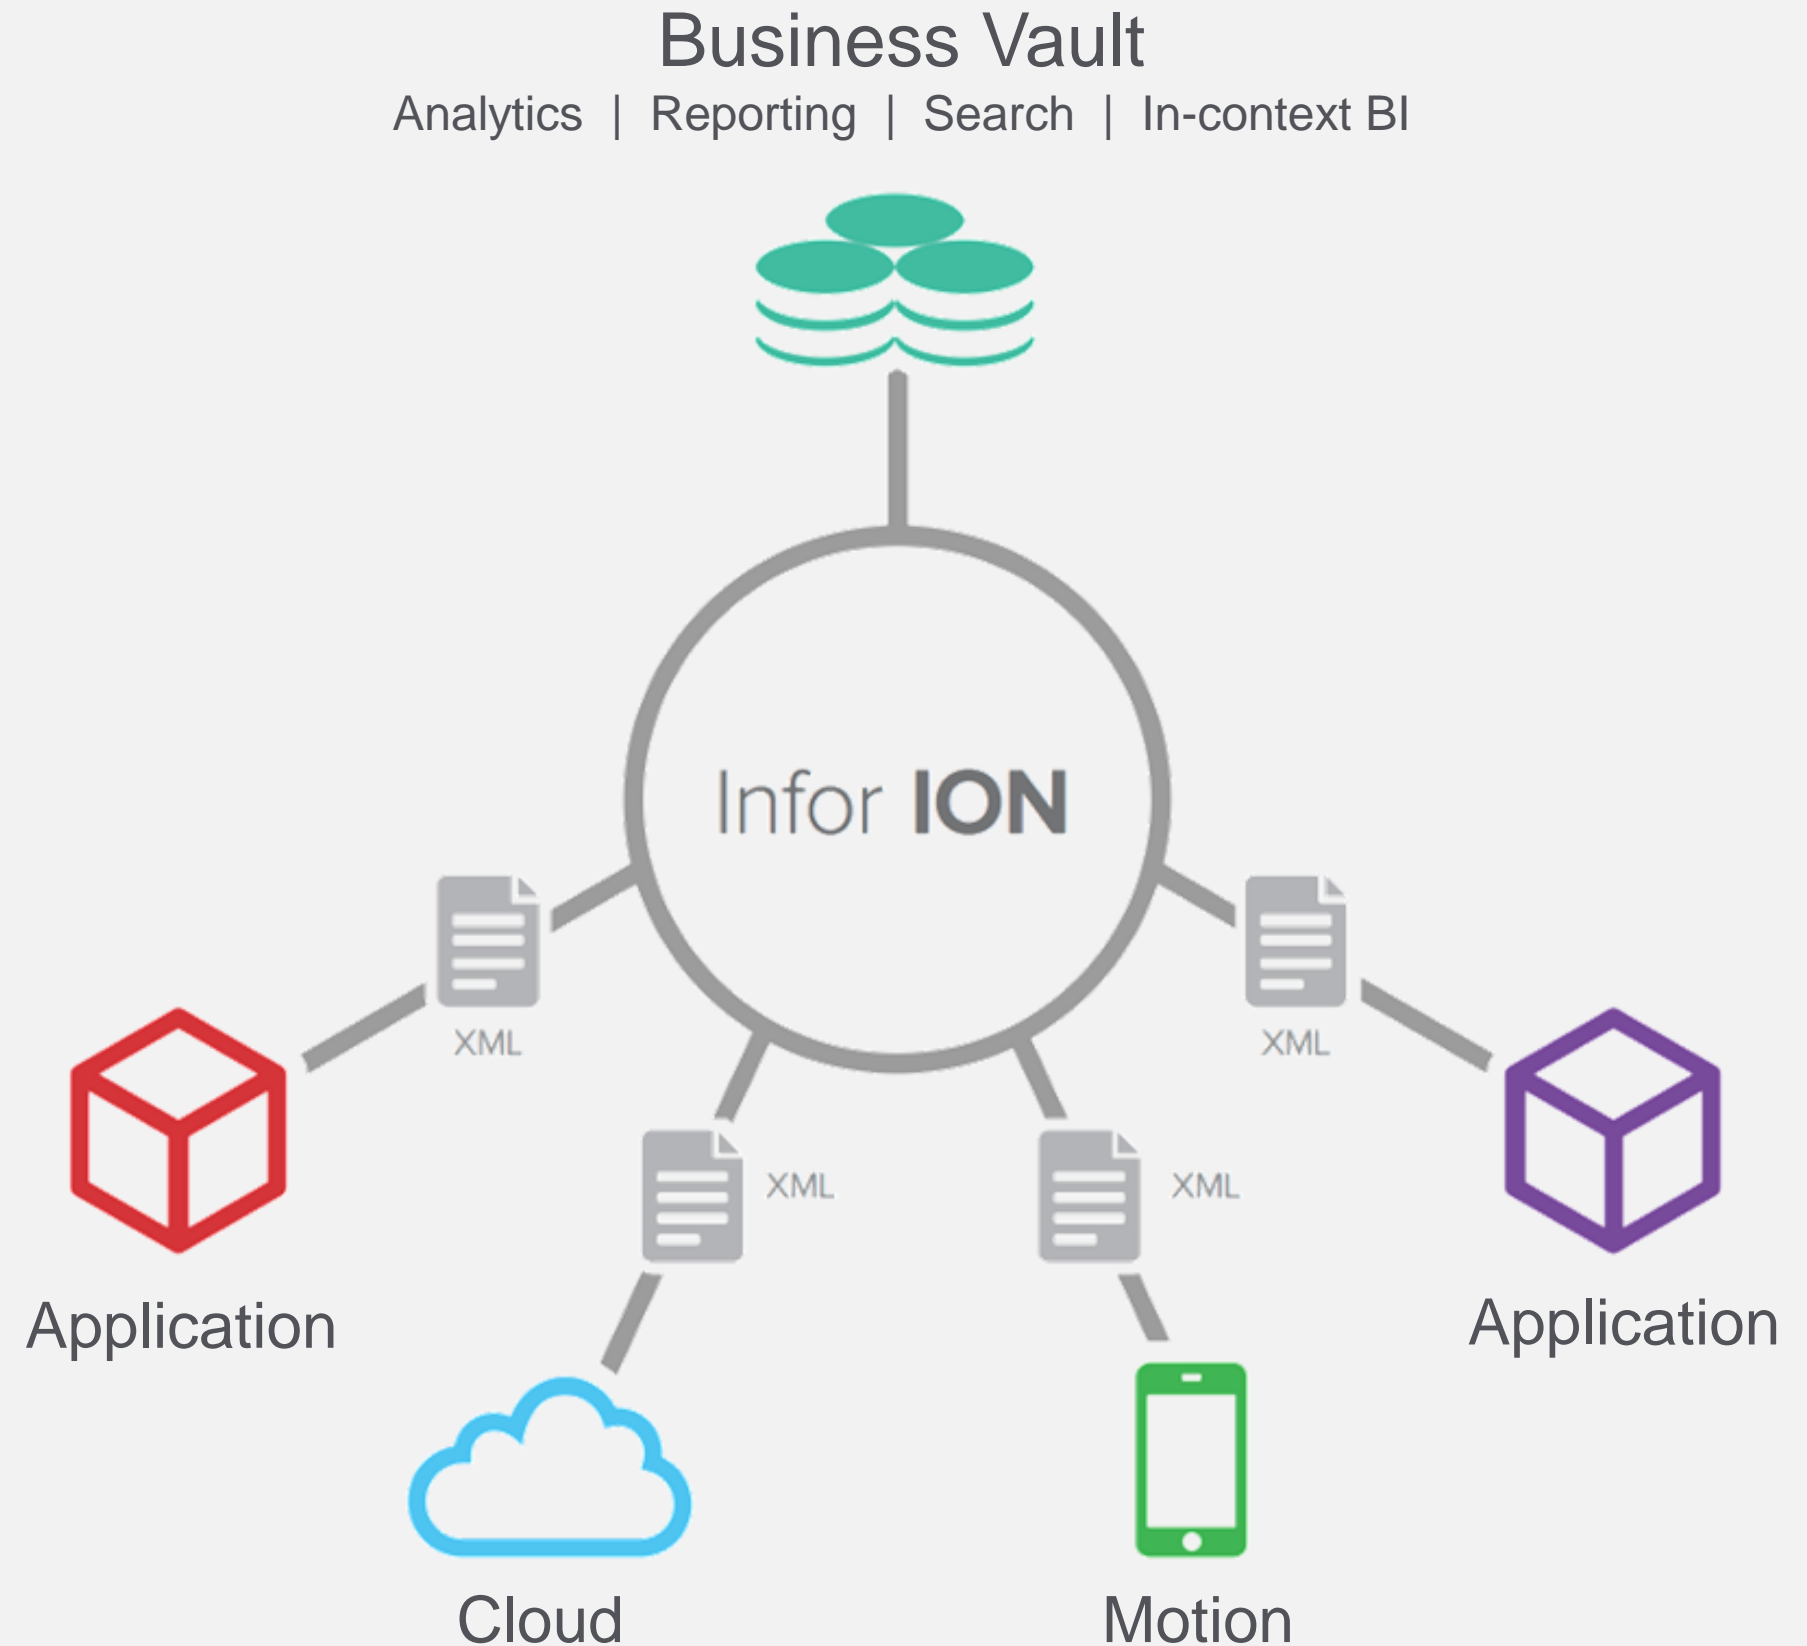 Business Vault
Analytics | Reporting | Search | In-context BI
Infor ION
XML
XML
XML
XML
Application
Application
Cloud
Motion